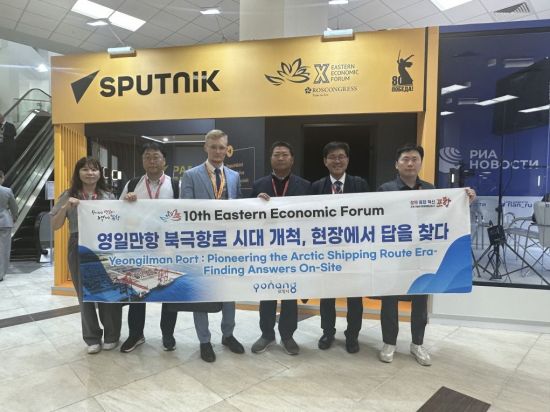 SPUTNIK
X
EASTERN
ECONOMIC
FORUM
ROSCONGRESS
80
ПОБЕДА!
РИА
НОВОСТИ
10th Eastern Economic Forum
영일만항 북극항로 시대 개척, 현장에서 답을 찾다
Yeongilman Port : Pioneering the Arctic Shipping Route Era-
Finding Answers On-Site
pohang
포항시